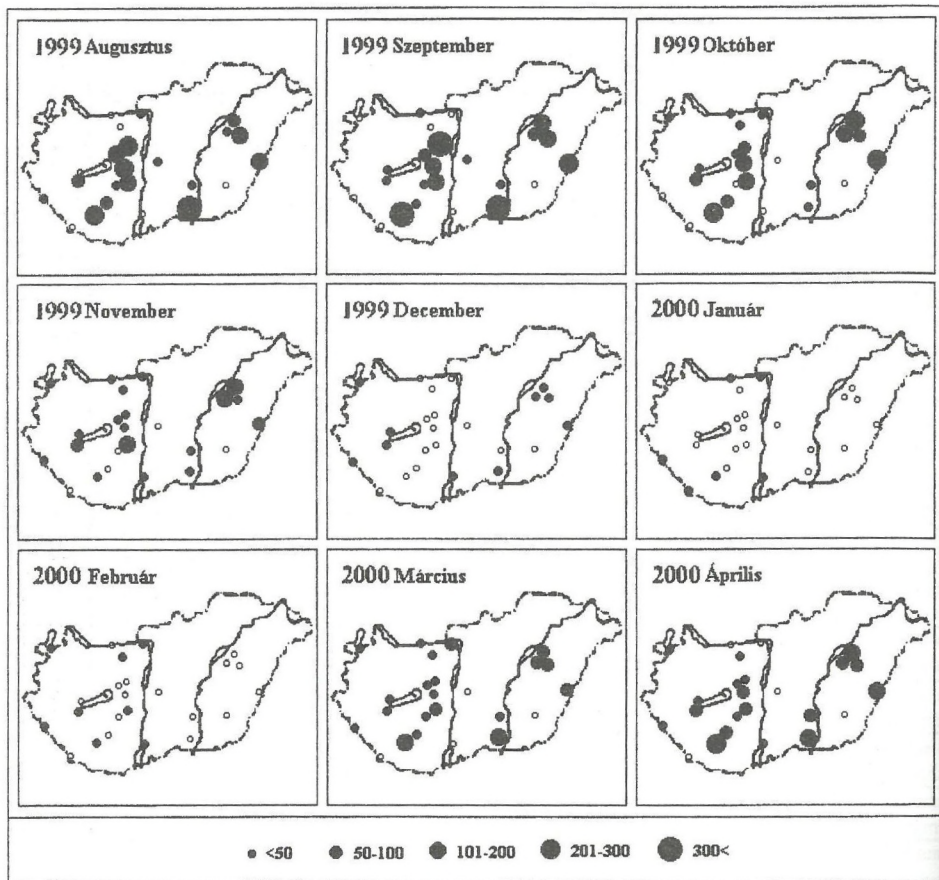 1999 Augusztus
1999 Szeptember
1999 Október
1999 November
1999 December
2000 Január
2000 Február
2000 Március
2000 Április
<50 50-100 101-200 201-300 300<